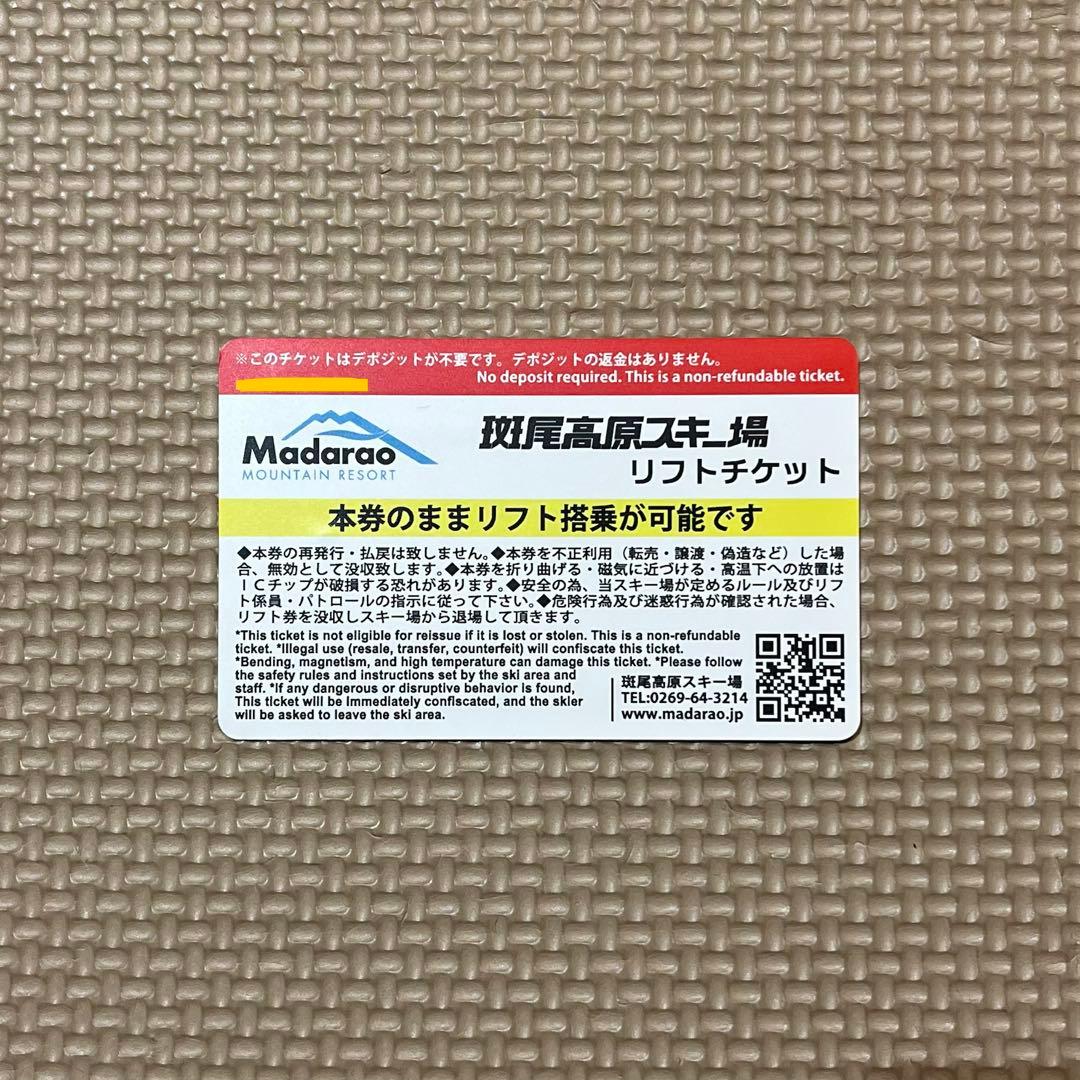 ※このチケットはデポジットが不要です。デポジットの返金はありません。
No deposit required. This is a non-refundable ticket.
Madarao
MOUNTAIN RESORT
斑尾高原スキー場
リフトチケット
本券のままリフト搭乗が可能です
◆本券の再発行・払戻は致しません。◆本券を不正利用（転売・譲渡・偽造など）した場
合、無効として没収致します。◆本券を折り曲げる・磁気に近づける・高温下への放置は
ＩＣチップが破損する恐れがあります。◆安全の為、当スキー場が定めるルール及びリフ
ト係員・パトロールの指示に従って下さい。◆危険行為及び迷惑行為が確認された場合、
リフト券を没収しスキー場から退場して頂きます。
*This ticket is not eligible for reissue if it is lost or stolen. This is a non-refundable
ticket. *Illegal use (resale, transfer, counterfeit) will confiscate this ticket.
*Bending, magnetism, and high temperature can damage this ticket. *Please follow
the safety rules and instructions set by the ski area and
staff. *If any dangerous or disruptive behavior is found,
This ticket will be immediately confiscated, and the skier
will be asked to leave the ski area.
斑尾高原スキー場
TEL:0269-64-3214
www.madarao.jp